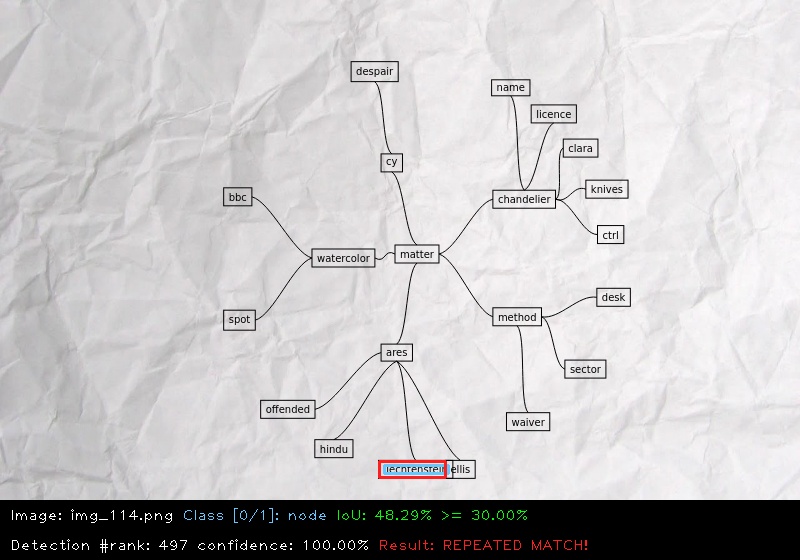 despair
name
licence
cy
clara
bbc
knives
chandelier
ctrl
watercolor
matter
desk
spot
method
ares
sector
offended
waiver
hindu
ellis
Image: img_114.png Class [0/1]: node IoU: 48.29% >= 30.00%
Detection #rank: 497 confidence: 100.00% Result: REPEATED MATCH!